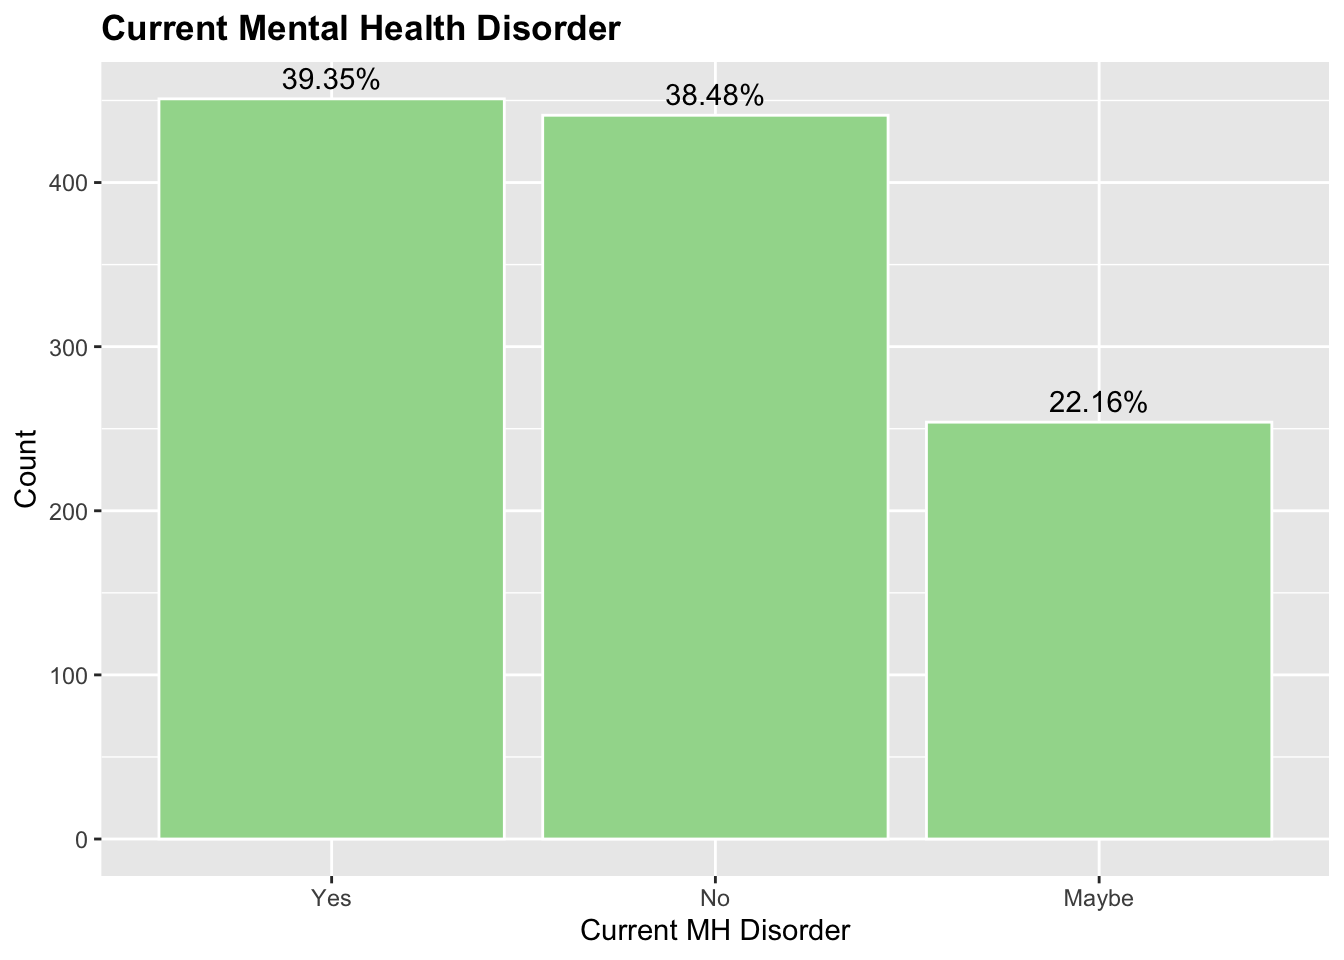 Current Mental Health Disorder
39.35%
38.48%
22.16%
400
300
200
100
0
Count
Yes
No
Maybe
Current MH Disorder